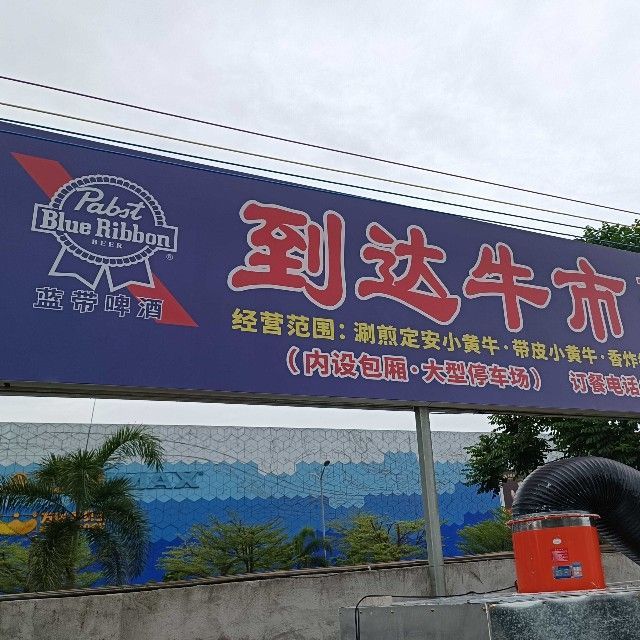 Pabst
Blue Ribbon
BEER
®
蓝带啤酒
到达牛市
经营范围：涮煎定安小黄牛·带皮小黄牛·香炸
（内设包厢·大型停车场） 订餐电话
MAX